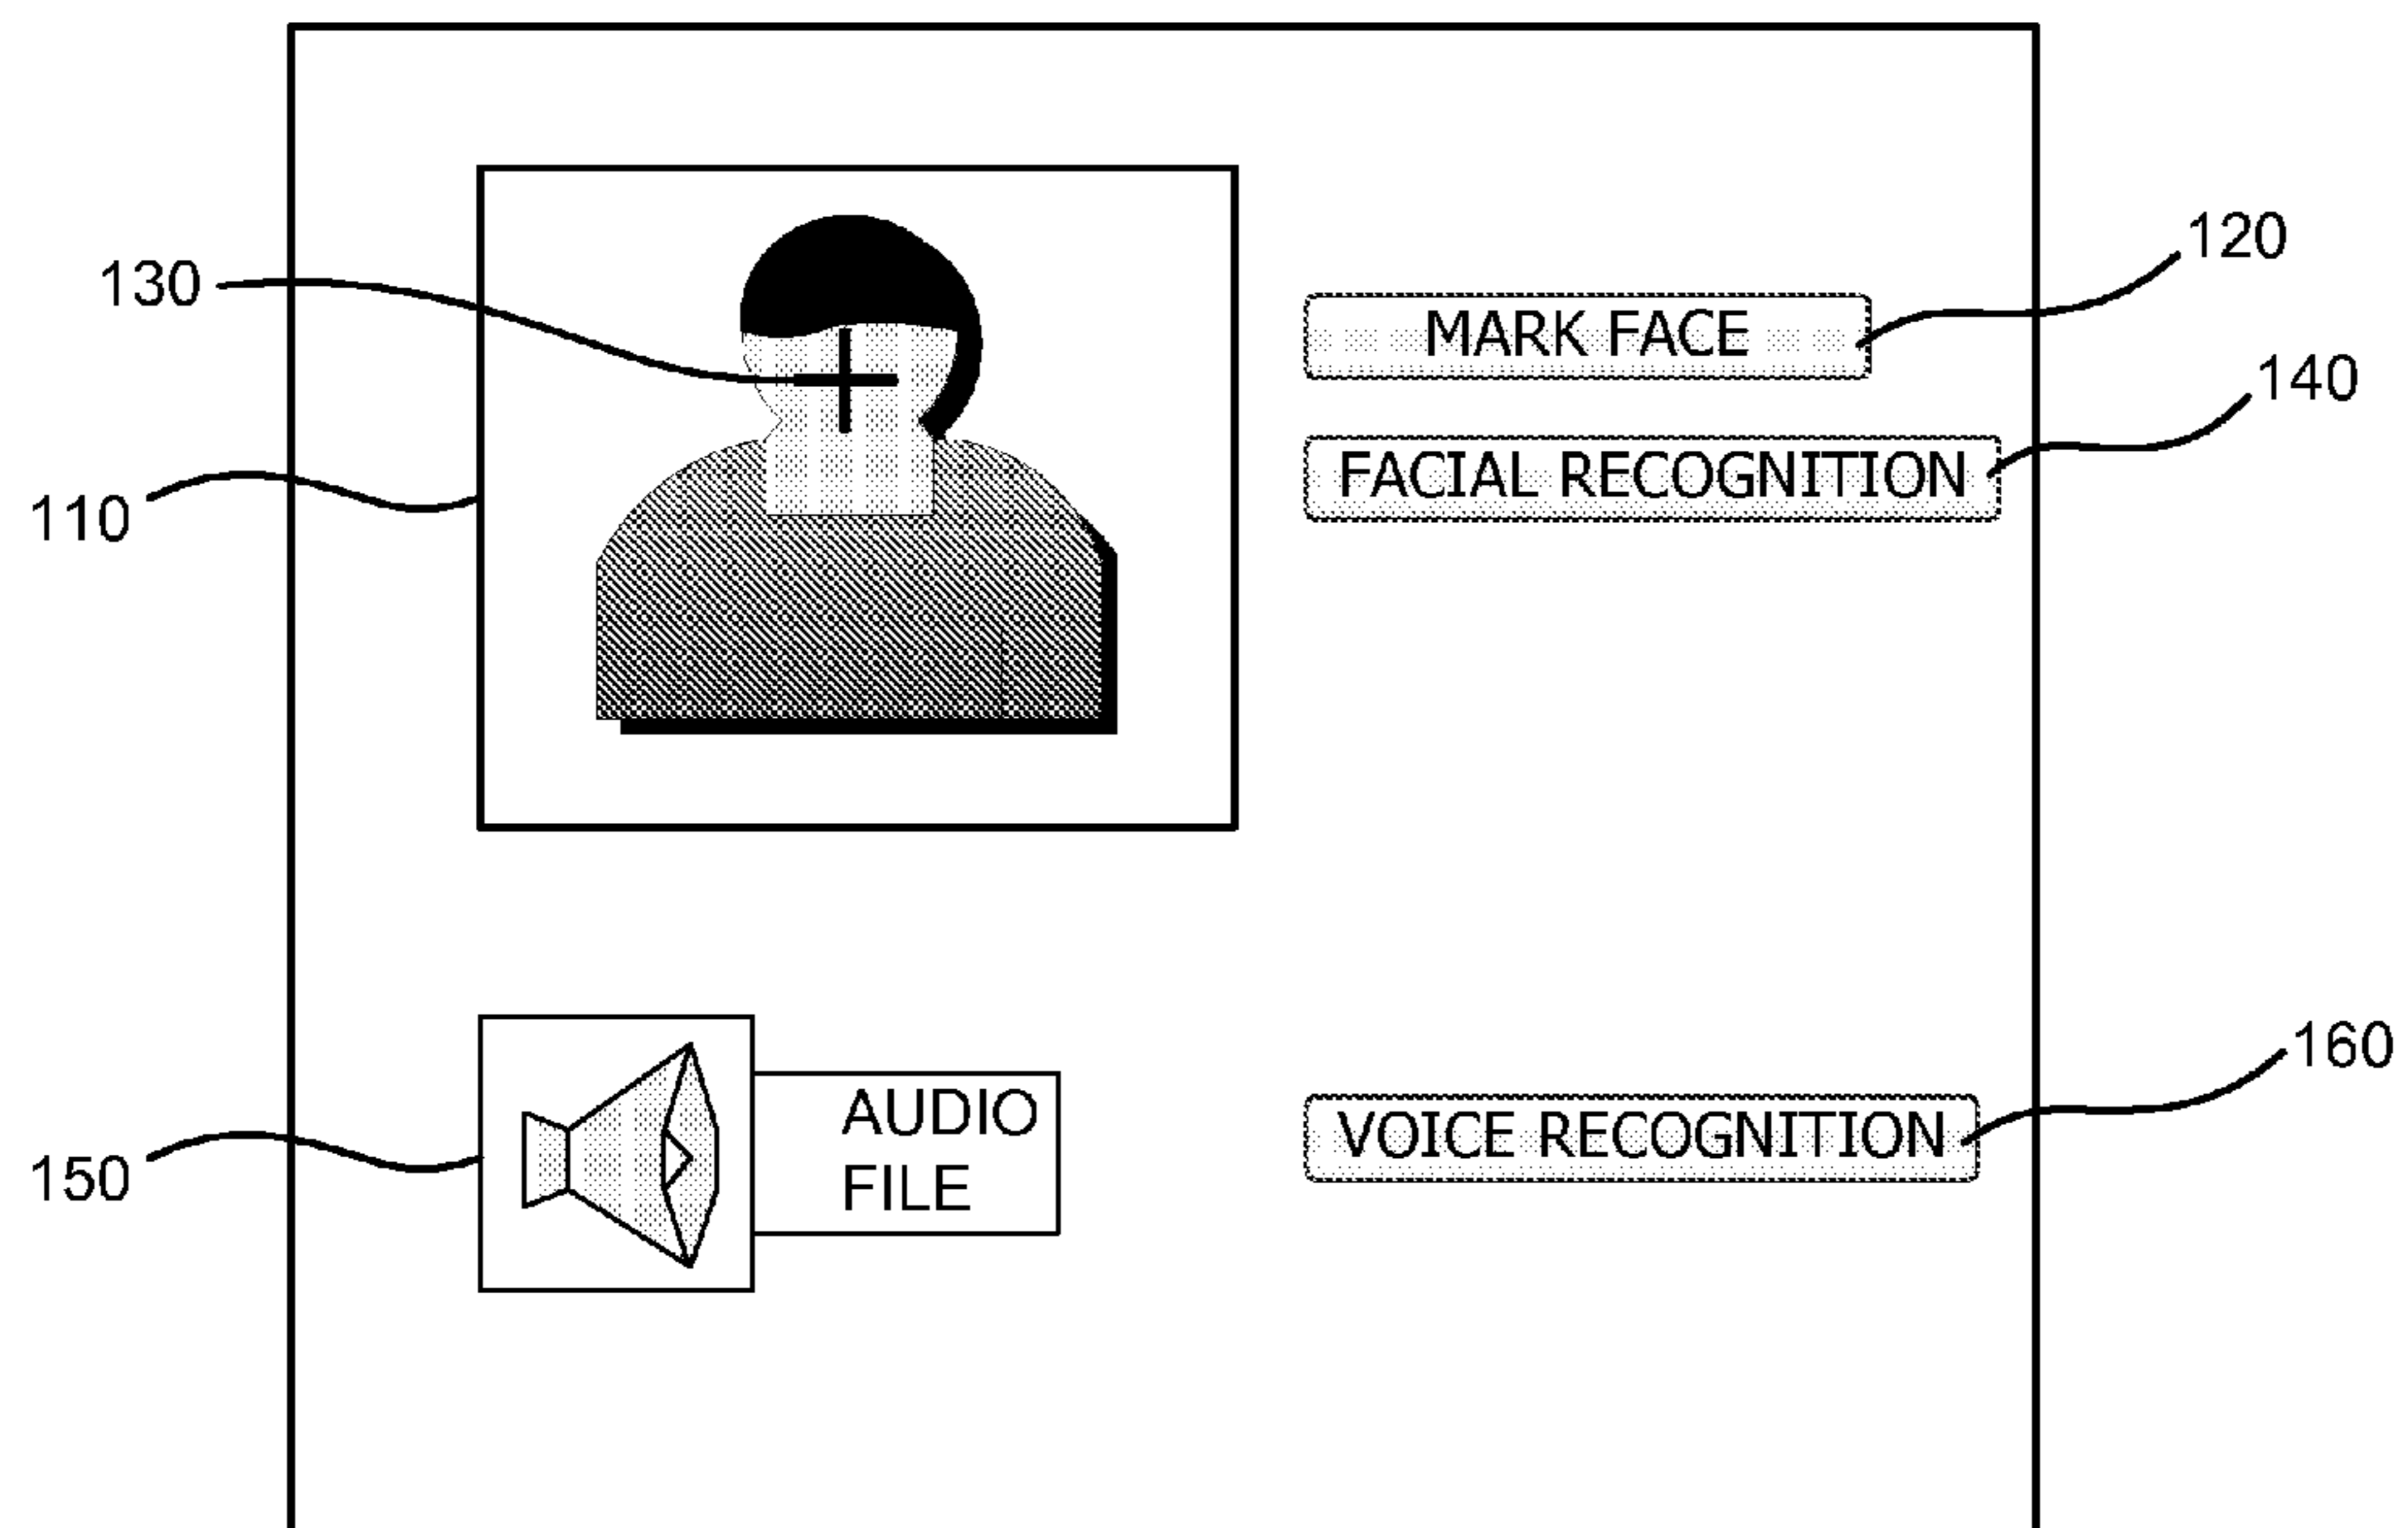 120
130
MARK FACE
140
FACIAL RECOGNITION
110
160
AUDIO
FILE
VOICE RECOGNITION
150